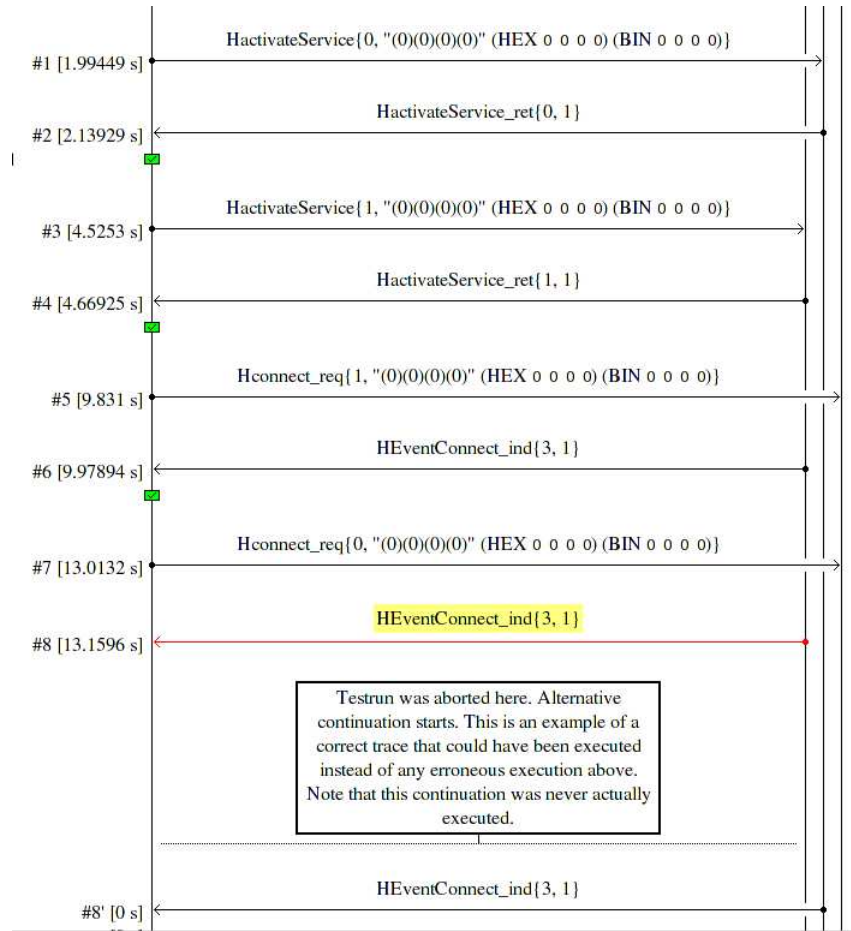 HactivateService{0, "(0)(0)(0)(0)" (HEX 0 0 0 0) (BIN 0 0 0 0)}
#1 [1.99449 s]
HactivateService_ret{0, 1}
#2 [2.13929 s]
HactivateService{1, "(0)(0)(0)(0)" (HEX 0 0 0 0) (BIN 0 0 0 0)}
#3 [4.5253 s]
HactivateService_ret{1, 1}
#4 [4.66925 s]
Hconnect_req{1, "(0)(0)(0)(0)" (HEX 0 0 0 0) (BIN 0 0 0 0)}
#5 [9.831 s]
HEventConnect_ind{3, 1}
#6 [9.97894 s]
Hconnect_req{0, "(0)(0)(0)(0)" (HEX 0 0 0 0) (BIN 0 0 0 0)}
#7 [13.0132 s]
HEventConnect_ind{3, 1}
#8 [13.1596 s]
Testrun was aborted here. Alternative
continuation starts. This is an example of a
correct trace that could have been executed
instead of any erroneous execution above.
Note that this continuation was never actually
executed.
HEventConnect_ind{3, 1}
#8' [0 s]